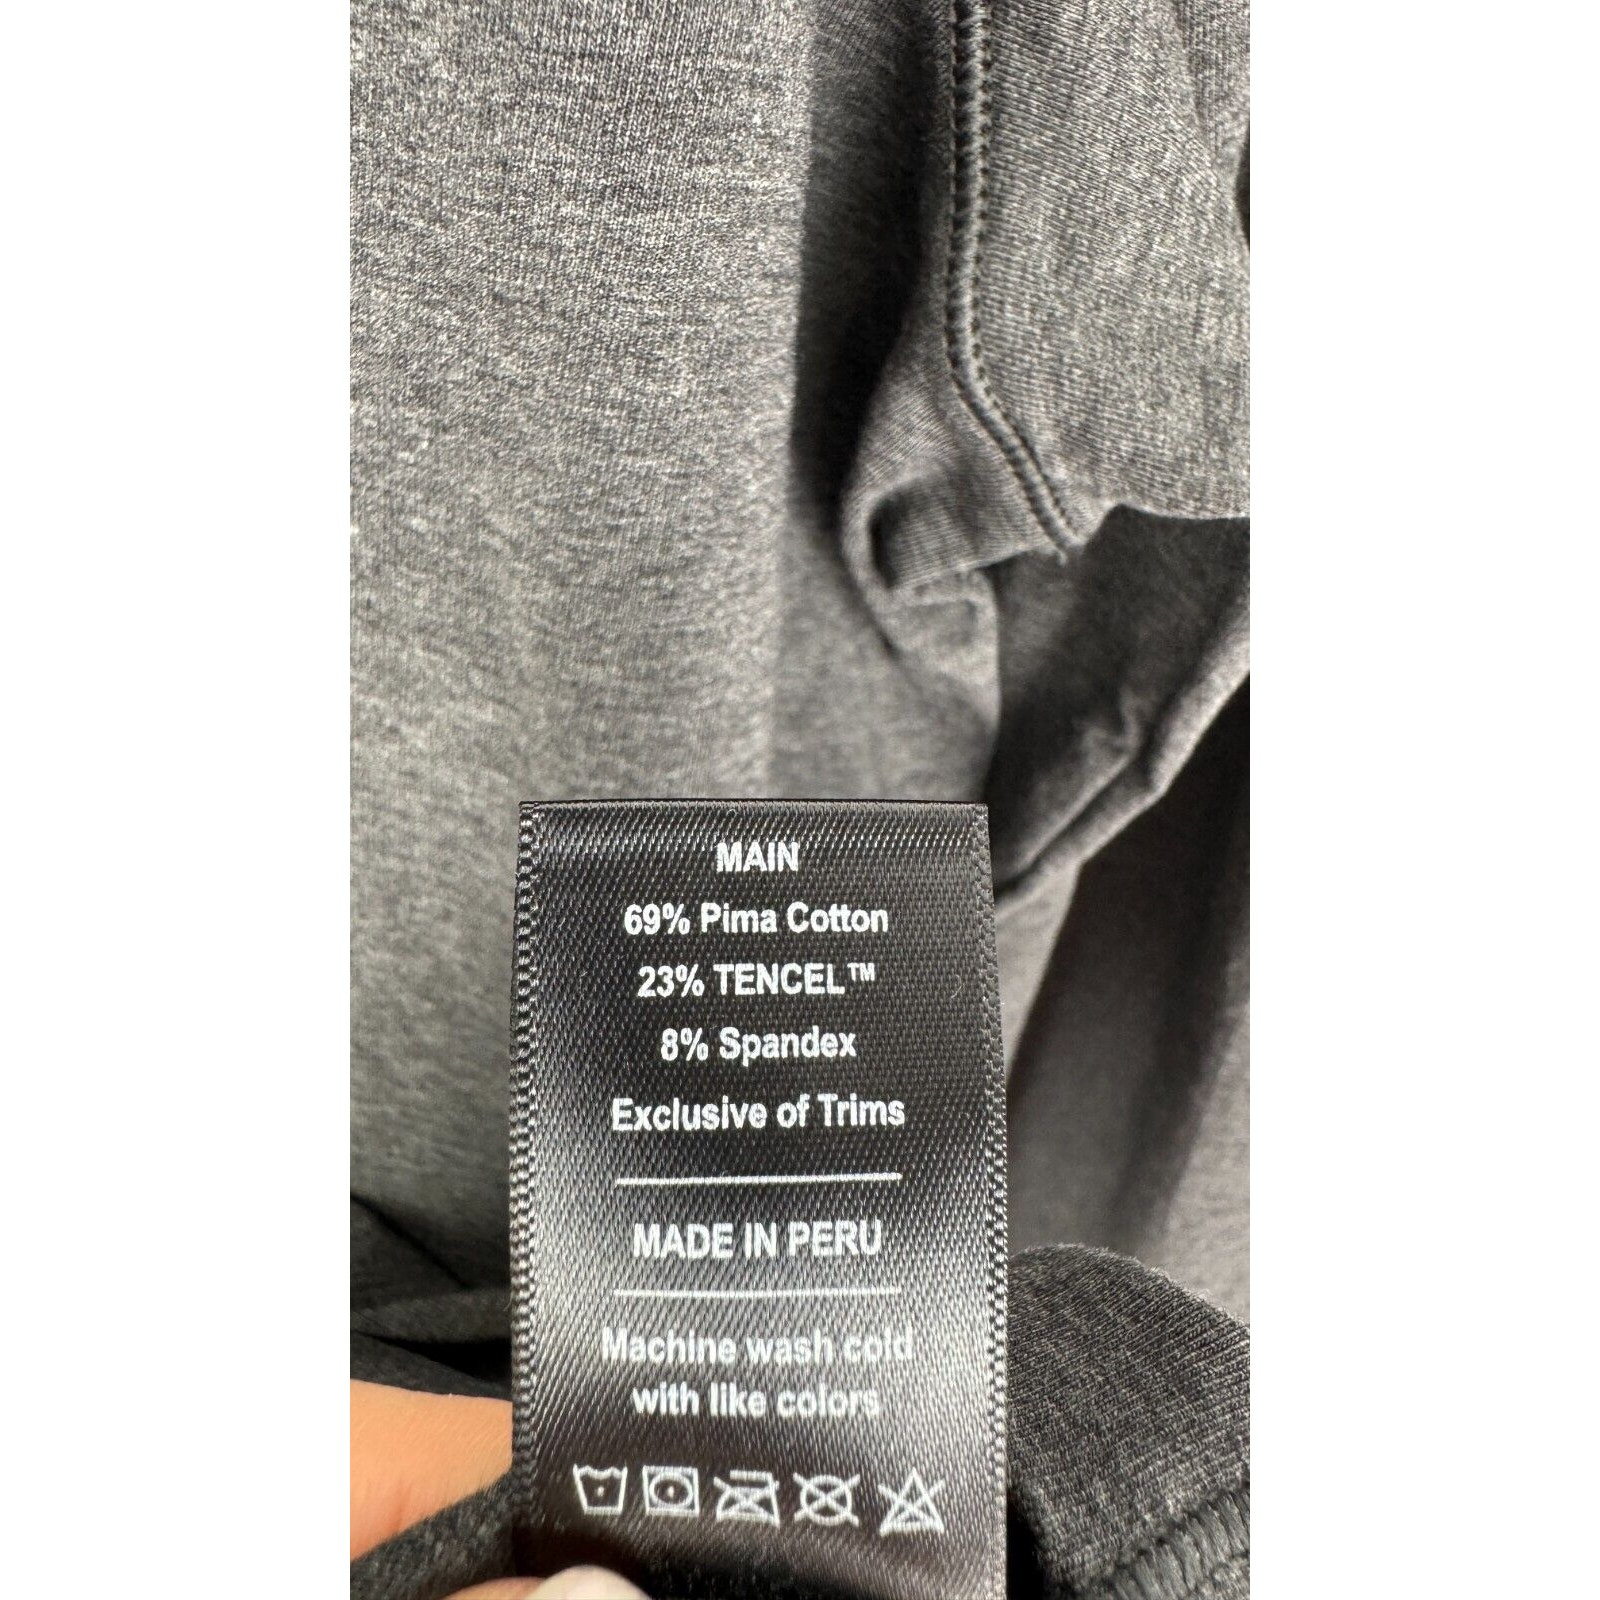 MAIN
69% Pima Cotton
23% TENCEL™
8% Spandex
Exclusive of Trims
MADE IN PERU
Machine wash cold
with like colors